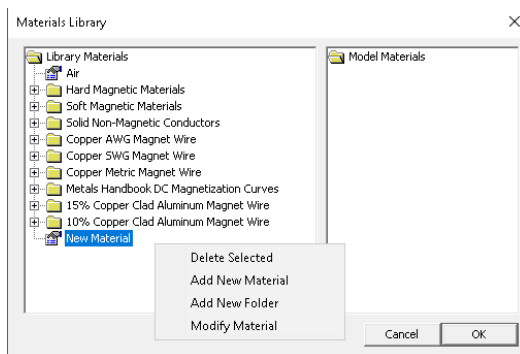 Materials Library
Library Materials
Air
Hard Magnetic Materials
Soft Magnetic Materials
Solid Non-Magnetic Conductors
Copper AWG Magnet Wire
Copper SWG Magnet Wire
Copper Metric Magnet Wire
Metals Handbook DC Magnetization Curves
15% Copper Clad Aluminum Magnet Wire
10% Copper Clad Aluminum Magnet Wire
New Material
Delete Selected
Add New Material
Add New Folder
Modify Material
Model Materials
Cancel
OK